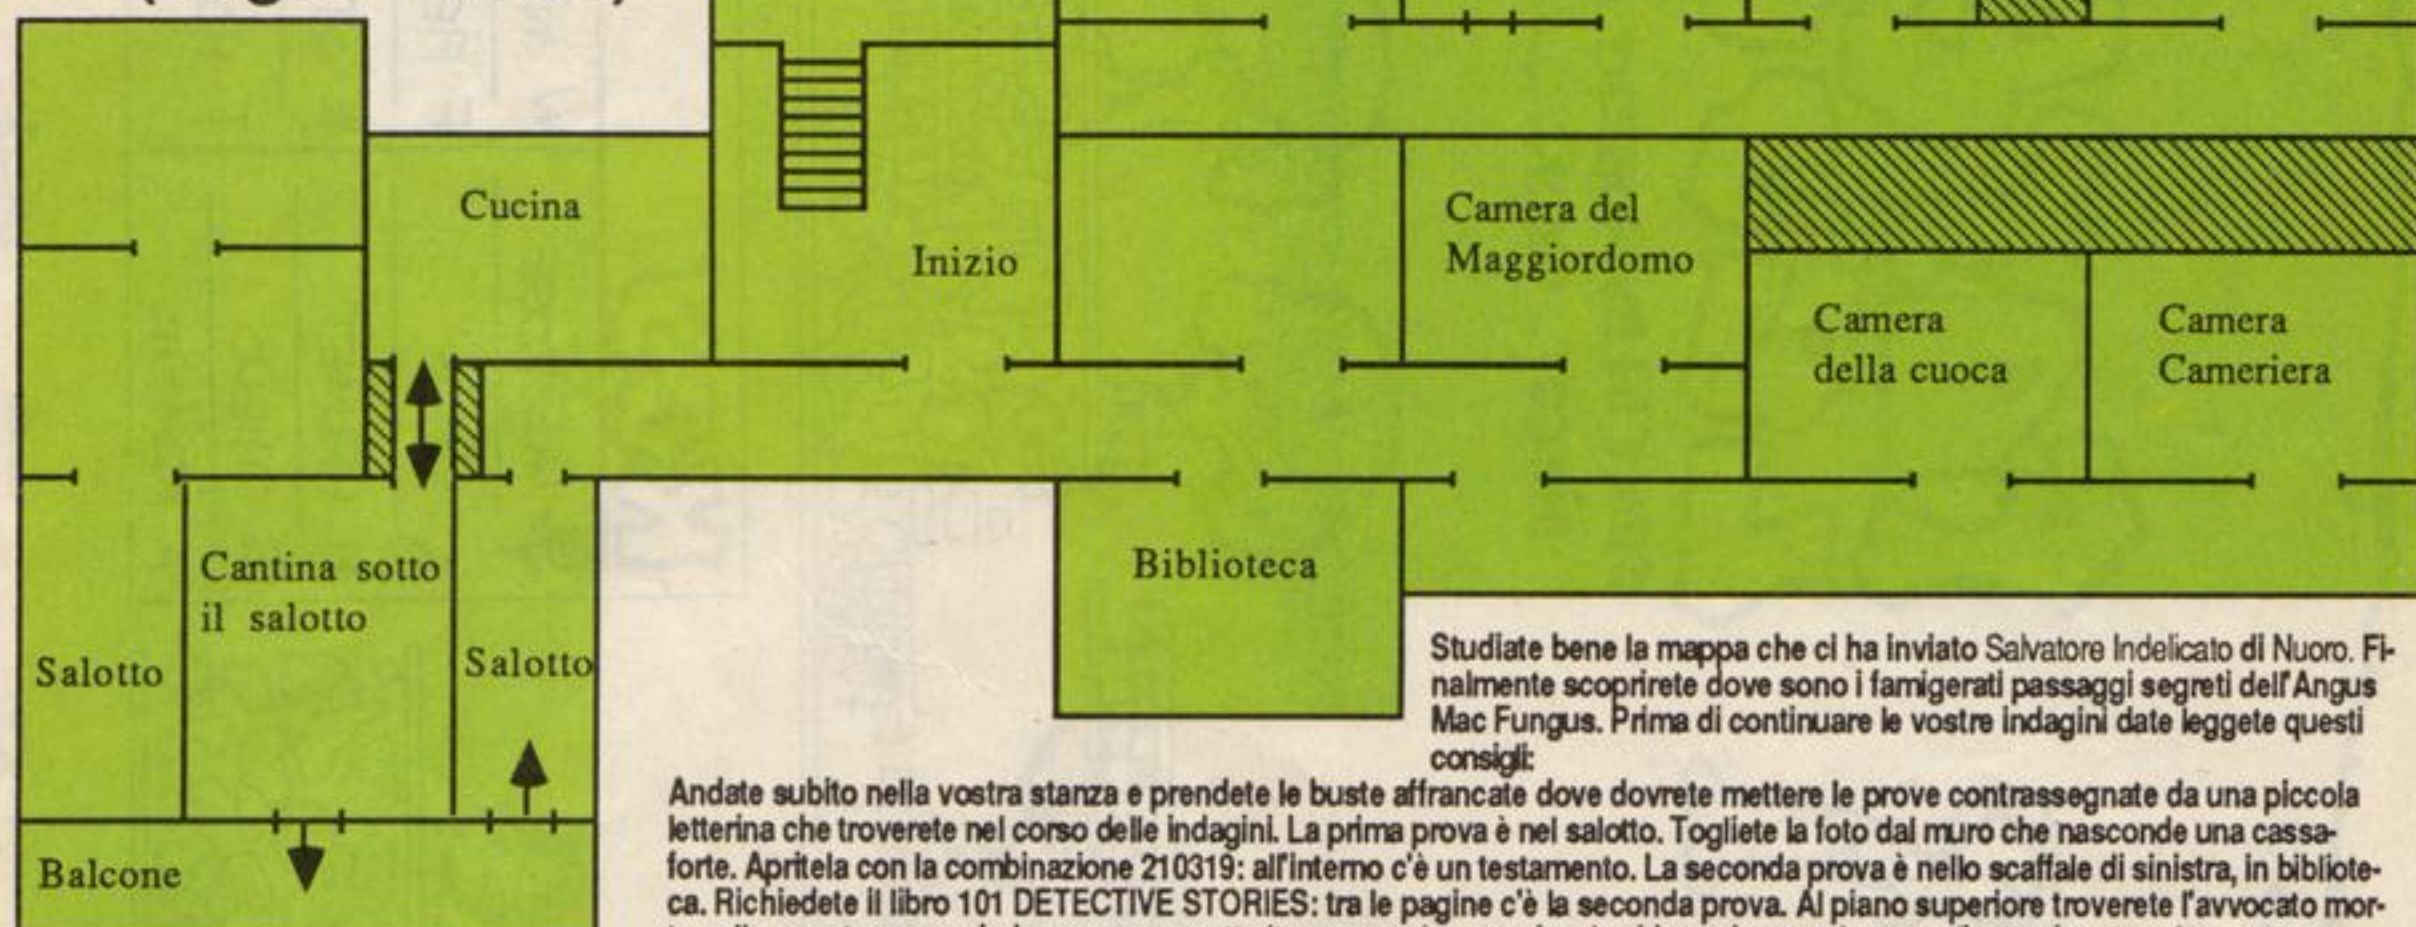 Cucina
Inizio
Camera del
Maggiordomo
Camera
della cuoca
Camera
Cameriera
Cantina sotto
il salotto
Salotto
Salotto
Biblioteca
Balcone
Studiate bene la mappa che ci ha inviato Salvatore Indelicato di Nuoro. Fi-
nalmente scoprirete dove sono i famigerati passaggi segreti dell'Angus
Mac Fungus. Prima di continuare le vostre indagini date leggete questi
consigli:
Andate subito nella vostra stanza e prendete le buste affrancate dove dovrete mettere le prove contrassegnate da una piccola
letterina che troverete nel corso delle indagini. La prima prova è nel salotto. Togliete la foto dal muro che nasconde una cassa-
forte. Apritela con la combinazione 210319: all'interno c'è un testamento. La seconda prova è nello scaffale di sinistra, in bibliote-
ca. Richiedete il libro 101 DETECTIVE STORIES: tra le pagine c'è la seconda prova. Al piano superiore troverete l'avvocato mor-